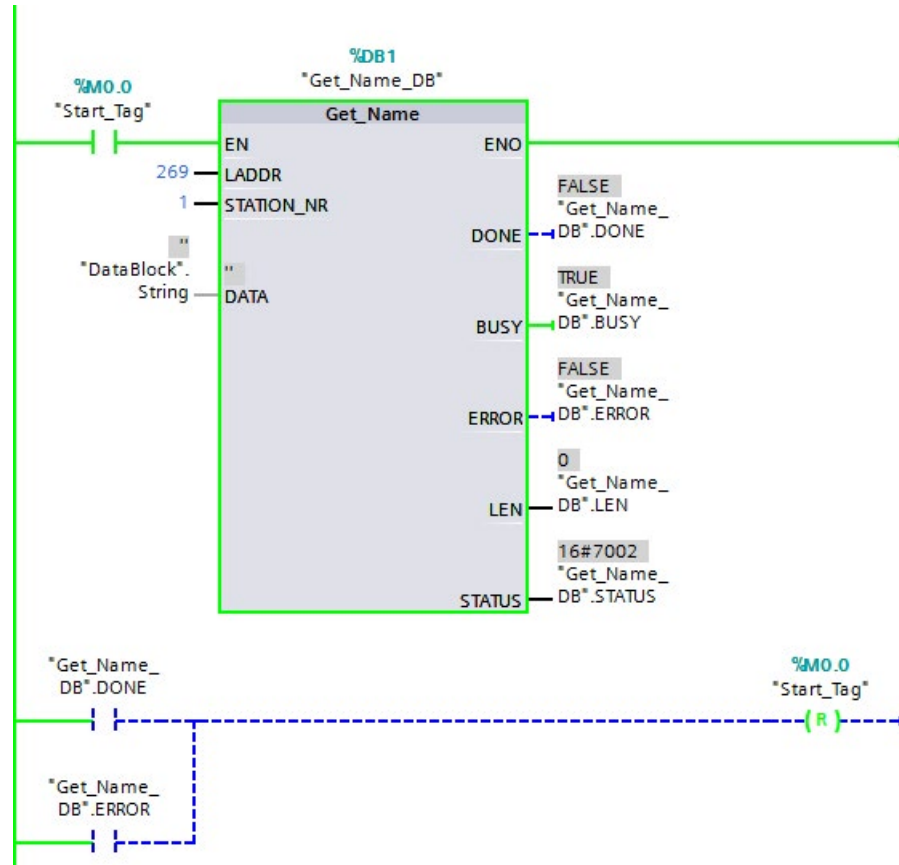 %DB1
"Get_Name_DB"
%M0.0
"Start_Tag"
Get_Name
EN
ENO
269
LADDR
1
STATION_NR
FALSE
"Get_Name_
DB".DONE
DONE
''
"DataBlock".
String
''
DATA
TRUE
"Get_Name_
DB".BUSY
BUSY
FALSE
"Get_Name_
DB".ERROR
ERROR
0
"Get_Name_
DB".LEN
LEN
16#7002
"Get_Name_
DB".STATUS
STATUS
"Get_Name_
DB".DONE
%M0.0
"Start_Tag"
R
"Get_Name_
DB".ERROR